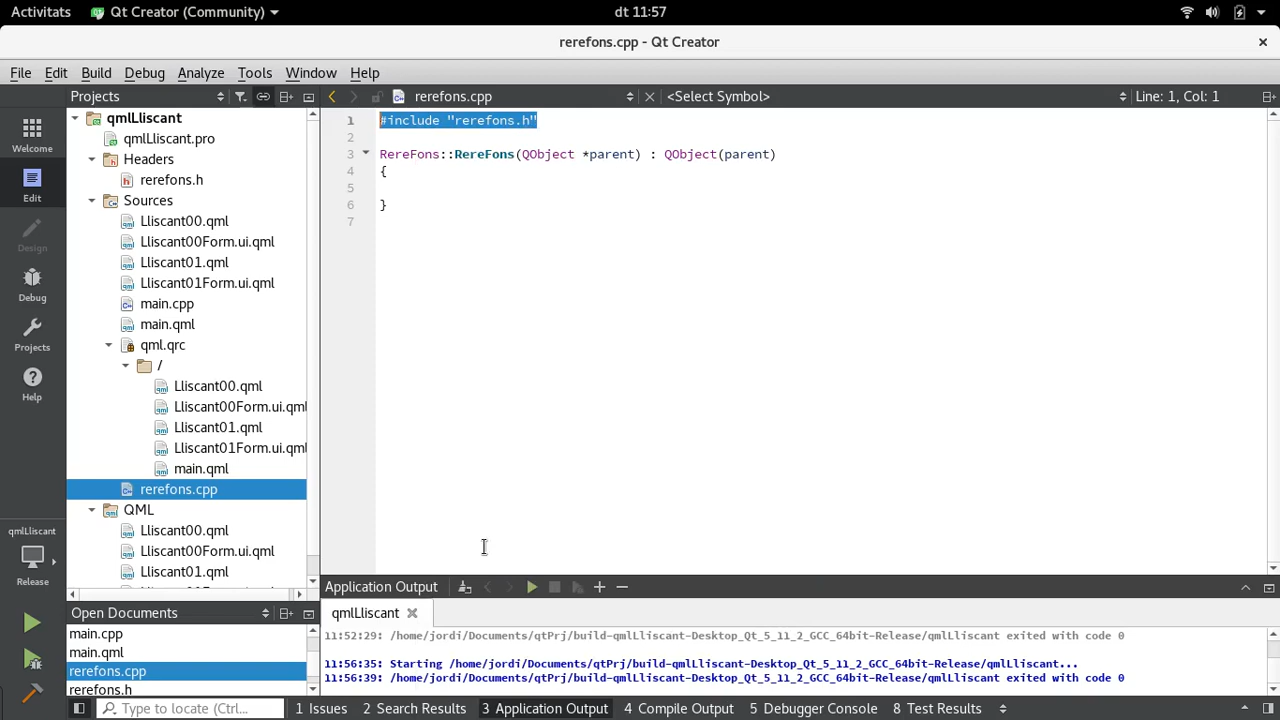 Activitats Qt Creator (Community) dt 11:57
rerefons.cpp - Qt Creator
File Edit Build Debug Analyze Tools Window Help
Projects rerefons.cpp <Select Symbol> Line: 1, Col: 1
Welcome
Edit
Design
Debug
Projects
Help
qmlLliscant
Release
qmlLliscant
qmlLliscant.pro
Headers
rerefons.h
Sources
Lliscant00.qml
Lliscant00Form.ui.qml
Lliscant01.qml
Lliscant01Form.ui.qml
main.cpp
main.qml
qml.qrc
/
Lliscant00.qml
Lliscant00Form.ui.qml
Lliscant01.qml
Lliscant01Form.ui.qml
main.qml
rerefons.cpp
QML
Lliscant00.qml
Lliscant00Form.ui.qml
Lliscant01.qml
1 #include "rerefons.h"
2
3 RereFons::RereFons(QObject *parent) : QObject(parent)
4 {
5
6 }
7
Open Documents
main.cpp
main.qml
rerefons.cpp
rerefons.h
Application Output
qmlLliscant
11:52:29: /home/jordi/Documents/qtPrj/build-qmlLliscant-Desktop_Qt_5_11_2_GCC_64bit-Release/qmlLliscant exited with code 0
11:56:35: Starting /home/jordi/Documents/qtPrj/build-qmlLliscant-Desktop_Qt_5_11_2_GCC_64bit-Release/qmlLliscant...
11:56:39: /home/jordi/Documents/qtPrj/build-qmlLliscant-Desktop_Qt_5_11_2_GCC_64bit-Release/qmlLliscant exited with code 0
Type to locate (Ctrl... 1 Issues 2 Search Results 3 Application Output 4 Compile Output 5 Debugger Console 8 Test Results